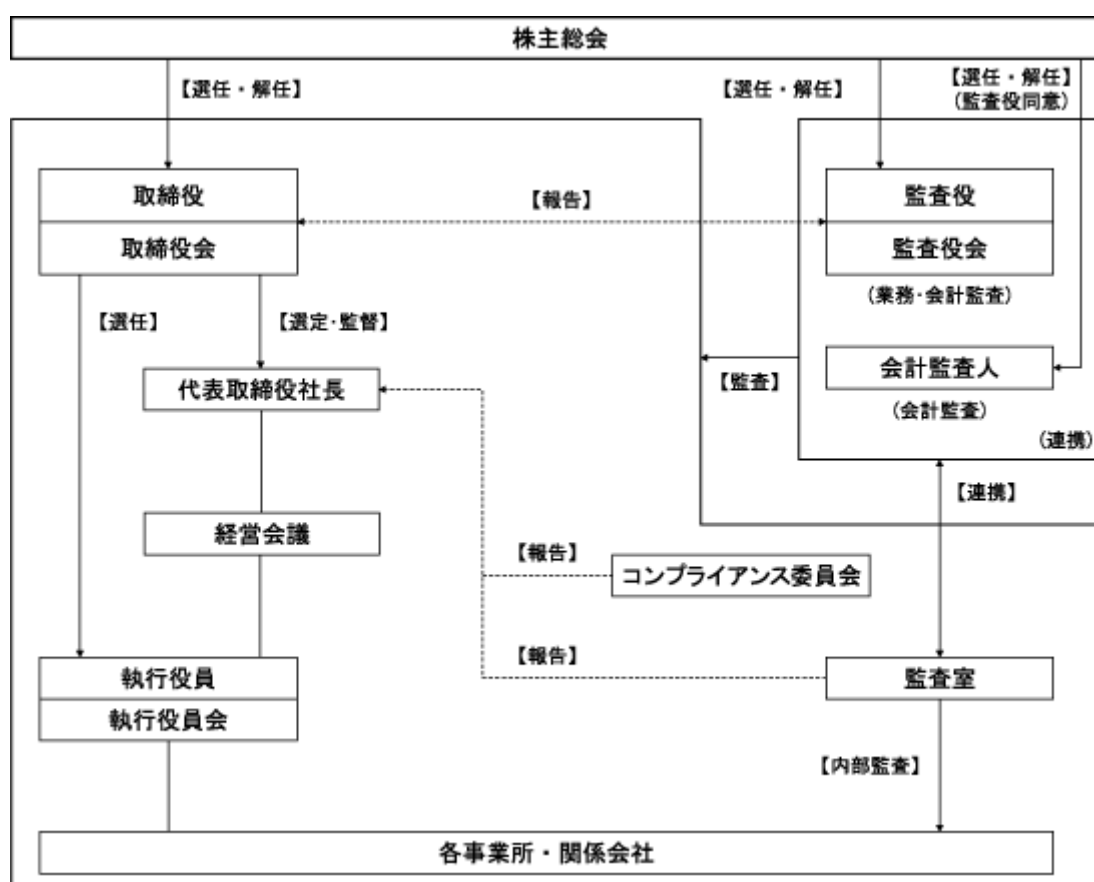 株主総会
【選任・解任】
【選任・解任】
【選任・解任】
(監査役同意)
取締役
取締役会
【報告】
監査役
監査役会
(業務・会計監査)
【選任】
【選定・監督】
代表取締役社長
【監査】
会計監査人
(会計監査)
(連携)
【連携】
経営会議
【報告】
コンプライアンス委員会
【報告】
執行役員
執行役員会
監査室
【内部監査】
各事業所・関係会社